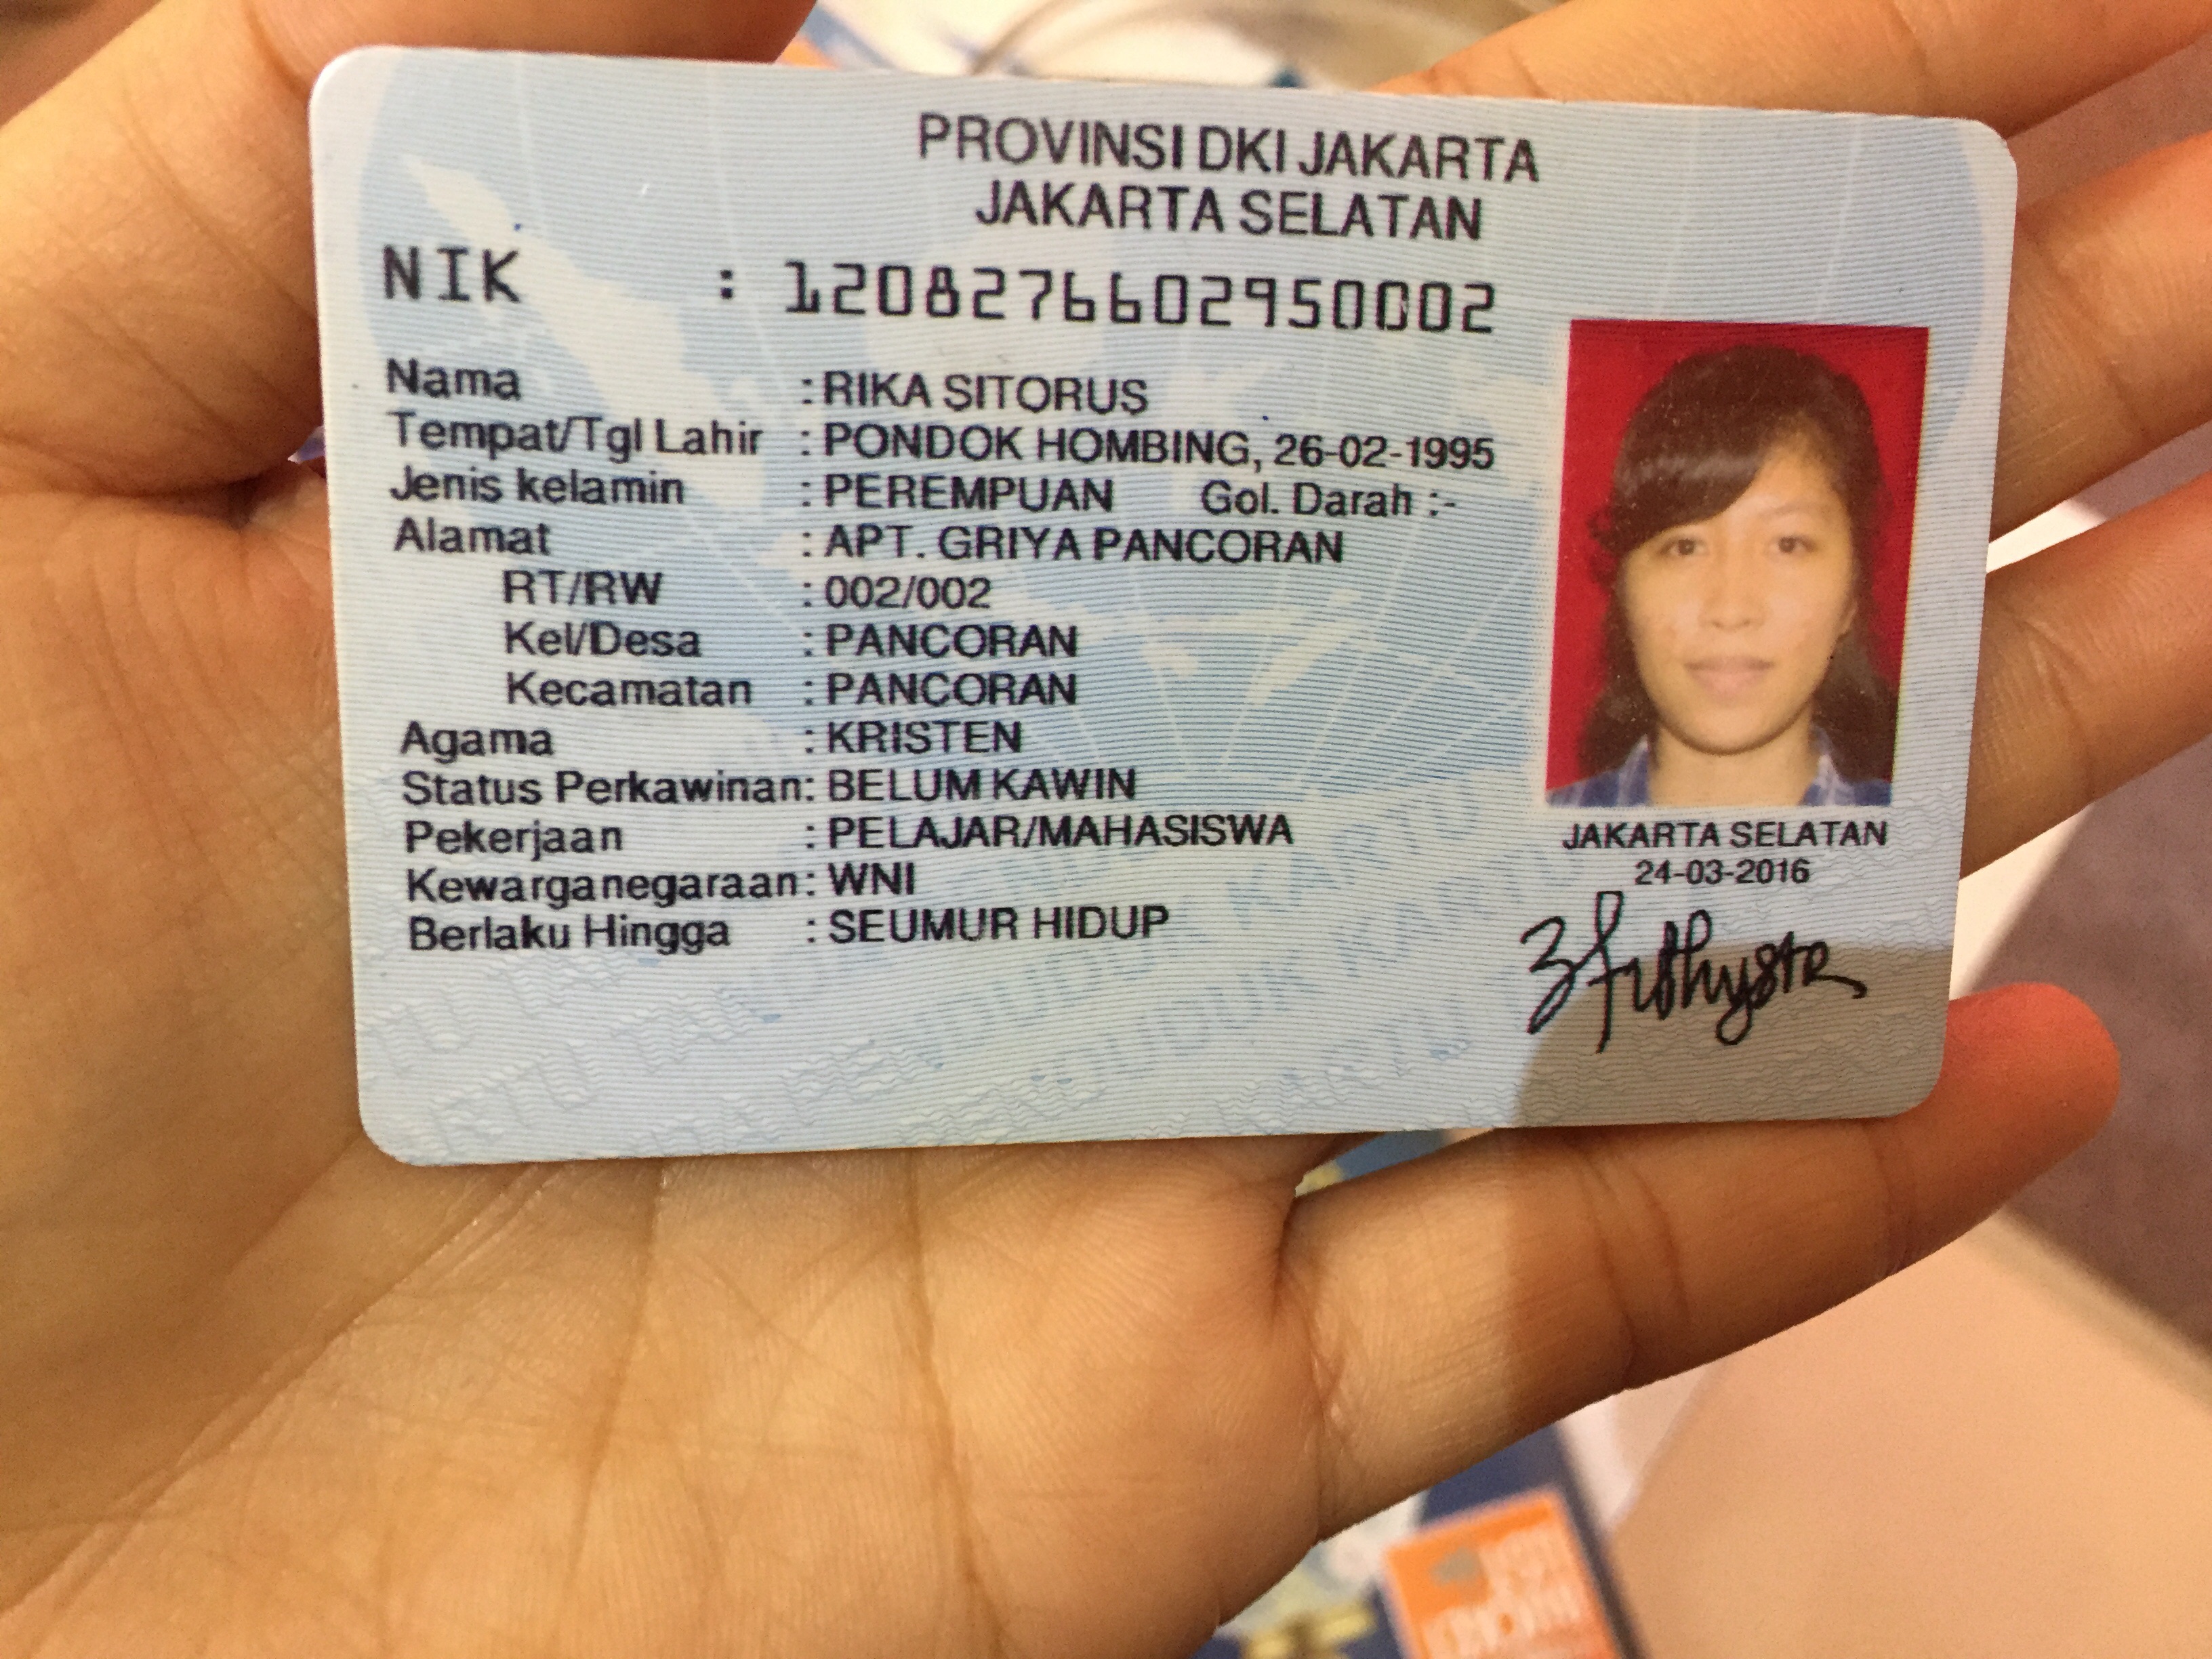 PROVINSI DKI JAKARTA
JAKARTA SELATAN
NIK : 1208276602950002
Nama : RIKA SITORUS
Tempat/Tgl Lahir : PONDOK HOMBING, 26-02-1995
Jenis kelamin : PEREMPUAN Gol. Darah : -
Alamat : APT. GRIYA PANCORAN
RT/RW : 002/002
Kel/Desa : PANCORAN
Kecamatan : PANCORAN
Agama : KRISTEN
Status Perkawinan: BELUM KAWIN
Pekerjaan : PELAJAR/MAHASISWA
Kewarganegaraan: WNI
Berlaku Hingga : SEUMUR HIDUP
JAKARTA SELATAN
24-03-2016